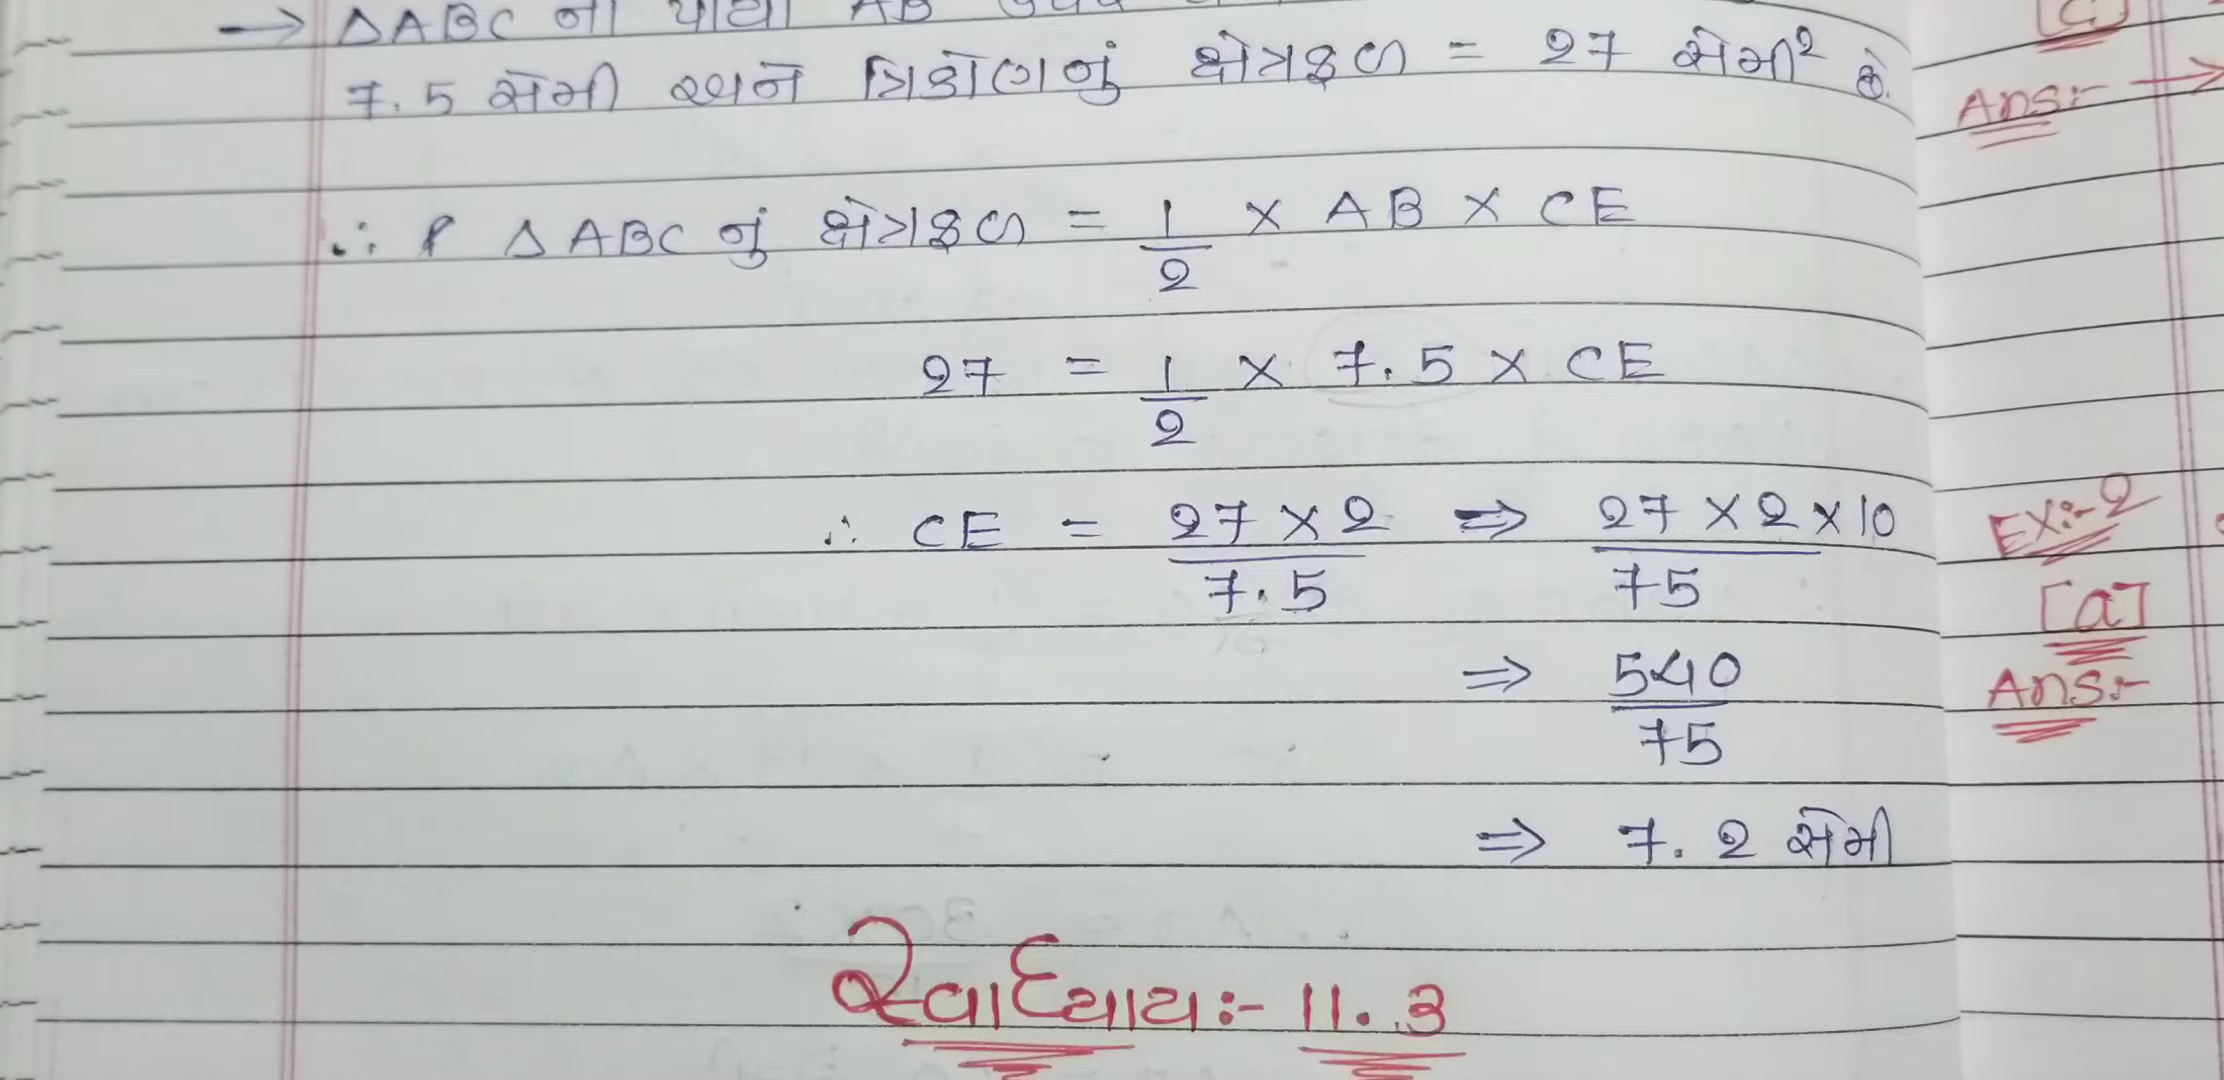 → △ABC ના પાયા AB
7.5 સેમી અને ત્રિકોણનું ક્ષેત્રફળ = 27 સેમી² છે.
∴ △ABC નું ક્ષેત્રફળ = 1/2 × AB × CE
27 = 1/2 × 7.5 × CE
∴ CE = 27 × 2 / 7.5 ⇒ 27 × 2 × 10 / 75
⇒ 540 / 75
⇒ 7.2 સેમી
સ્વાધ્યાય:- 11.3
[c]
Ans:- →
Ex:- 2
[a]
Ans:-